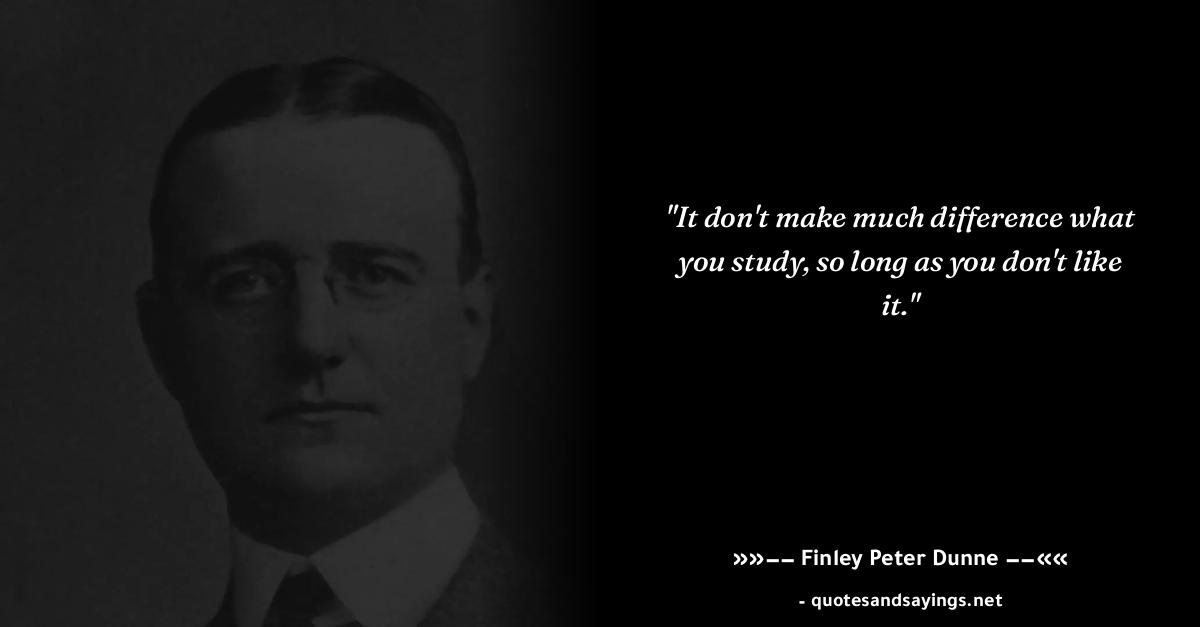 "It don't make much difference what
you study, so long as you don't like
it."
»»―― Finley Peter Dunne ――««
- quotesandsayings.net